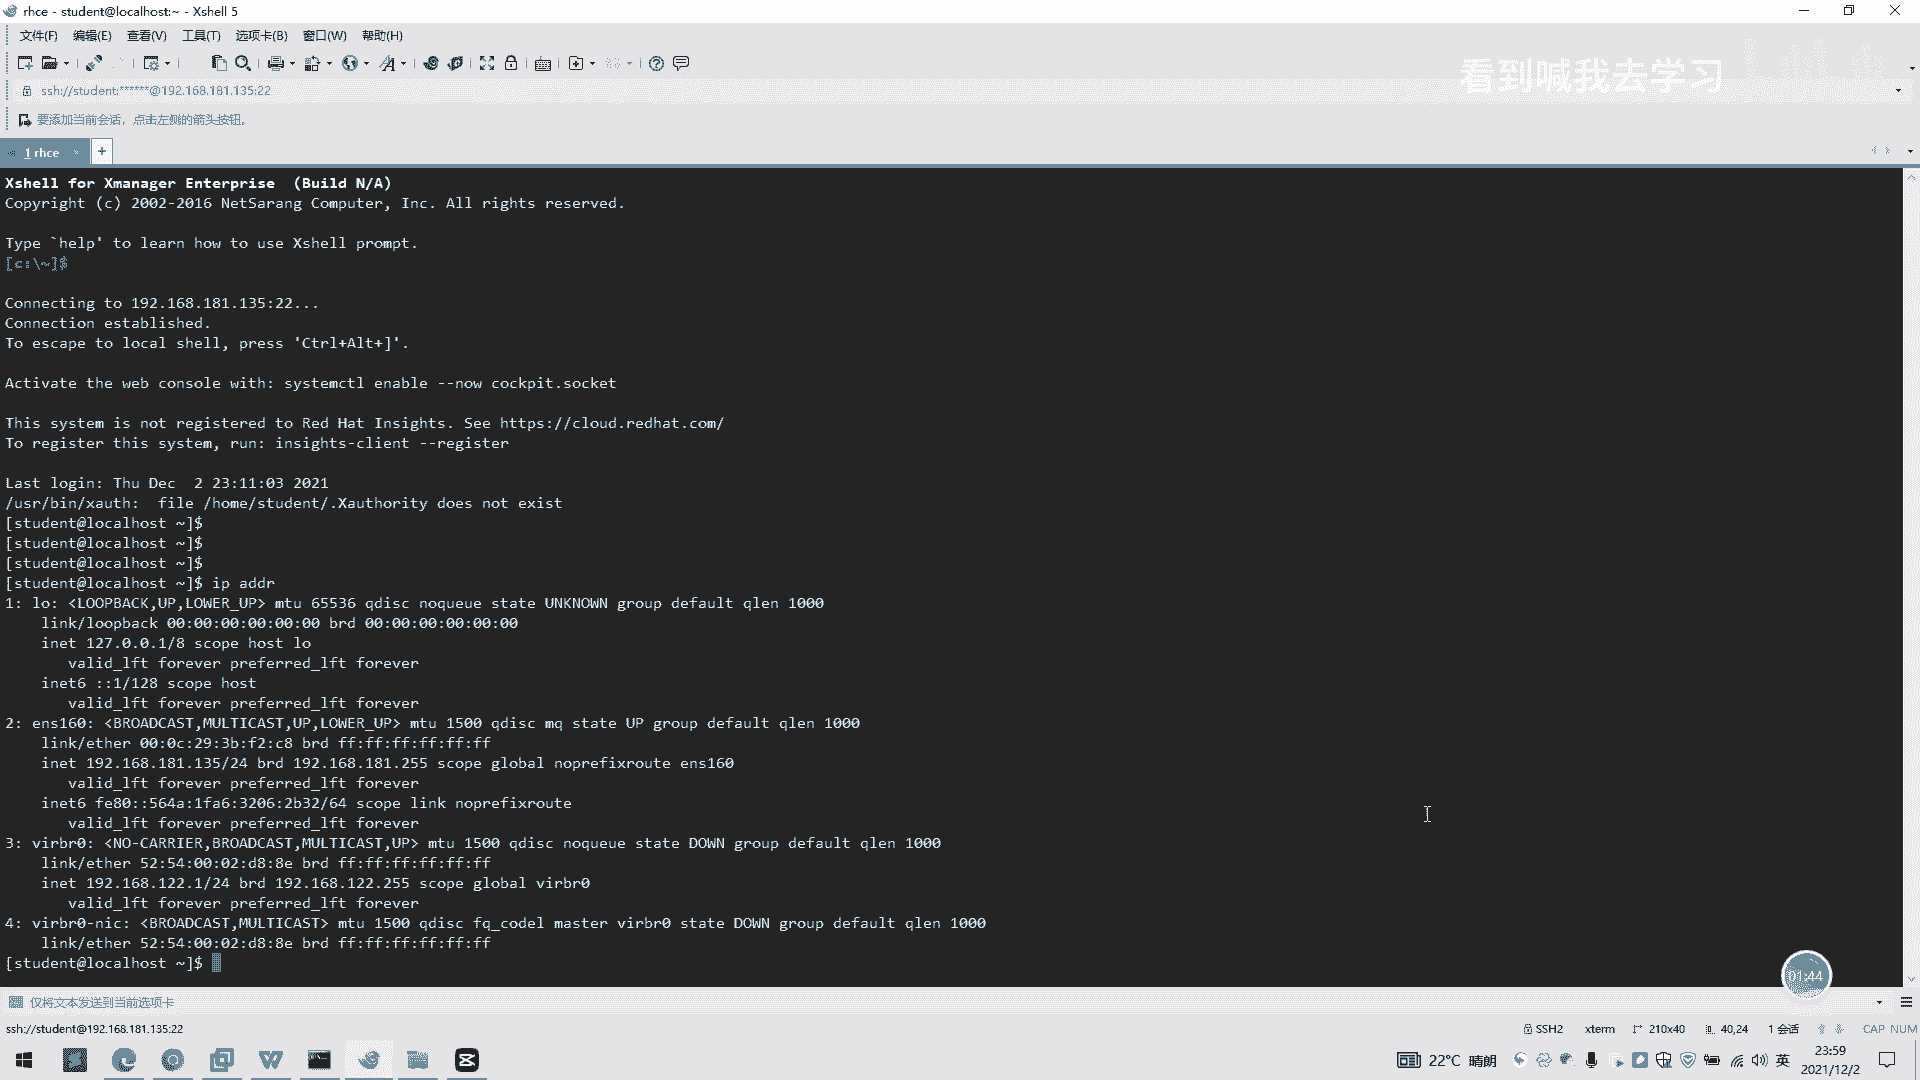 rhce - student@localhost:~ - Xshell 5
文件(F) 编辑(E) 查看(V) 工具(T) 选项卡(B) 窗口(W) 帮助(H)
看到喊我去学习
ssh://student:******@192.168.181.135:22
要添加当前会话，点击左侧的箭头按钮。
1 rhce × +
Xshell for Xmanager Enterprise  (Build N/A)
Copyright (c) 2002-2016 NetSarang Computer, Inc. All rights reserved.
Type `help' to learn how to use Xshell prompt.
[c:\~]$
Connecting to 192.168.181.135:22...
Connection established.
To escape to local shell, press 'Ctrl+Alt+]'.
Activate the web console with: systemctl enable --now cockpit.socket
This system is not registered to Red Hat Insights. See https://cloud.redhat.com/
To register this system, run: insights-client --register
Last login: Thu Dec  2 23:11:03 2021
/usr/bin/xauth:  file /home/student/.Xauthority does not exist
[student@localhost ~]$
[student@localhost ~]$
[student@localhost ~]$
[student@localhost ~]$ ip addr
1: lo: <LOOPBACK,UP,LOWER_UP> mtu 65536 qdisc noqueue state UNKNOWN group default qlen 1000
    link/loopback 00:00:00:00:00:00 brd 00:00:00:00:00:00
    inet 127.0.0.1/8 scope host lo
       valid_lft forever preferred_lft forever
    inet6 ::1/128 scope host
       valid_lft forever preferred_lft forever
2: ens160: <BROADCAST,MULTICAST,UP,LOWER_UP> mtu 1500 qdisc mq state UP group default qlen 1000
    link/ether 00:0c:29:3b:f2:c8 brd ff:ff:ff:ff:ff:ff
    inet 192.168.181.135/24 brd 192.168.181.255 scope global noprefixroute ens160
       valid_lft forever preferred_lft forever
    inet6 fe80::564a:1fa6:3206:2b32/64 scope link noprefixroute
       valid_lft forever preferred_lft forever
3: virbr0: <NO-CARRIER,BROADCAST,MULTICAST,UP> mtu 1500 qdisc noqueue state DOWN group default qlen 1000
    link/ether 52:54:00:02:d8:8e brd ff:ff:ff:ff:ff:ff
    inet 192.168.122.1/24 brd 192.168.122.255 scope global virbr0
       valid_lft forever preferred_lft forever
4: virbr0-nic: <BROADCAST,MULTICAST> mtu 1500 qdisc fq_codel master virbr0 state DOWN group default qlen 1000
    link/ether 52:54:00:02:d8:8e brd ff:ff:ff:ff:ff:ff
[student@localhost ~]$
01:44
仅将文本发送到当前选项卡
ssh://student@192.168.181.135:22 SSH2 xterm 210x40 40,24 1 会话 CAP NUM
22°C 晴朗 英 23:59
2021/12/2